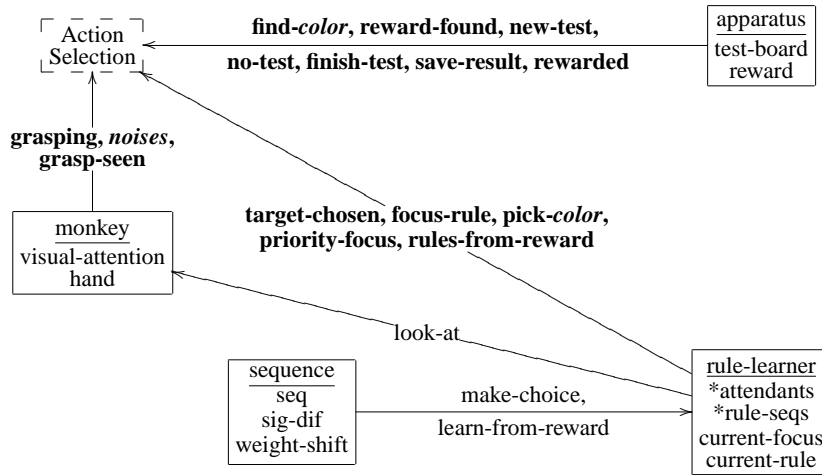 Action
Selection
find-color, reward-found, new-test,
no-test, finish-test, save-result, rewarded
apparatus
test-board
reward
grasping, noises,
grasp-seen
target-chosen, focus-rule, pick-color,
priority-focus, rules-from-reward
monkey
visual-attention
hand
look-at
sequence
seq
sig-dif
weight-shift
make-choice,
learn-from-reward
rule-learner
*attendants
*rule-seqs
current-focus
current-rule